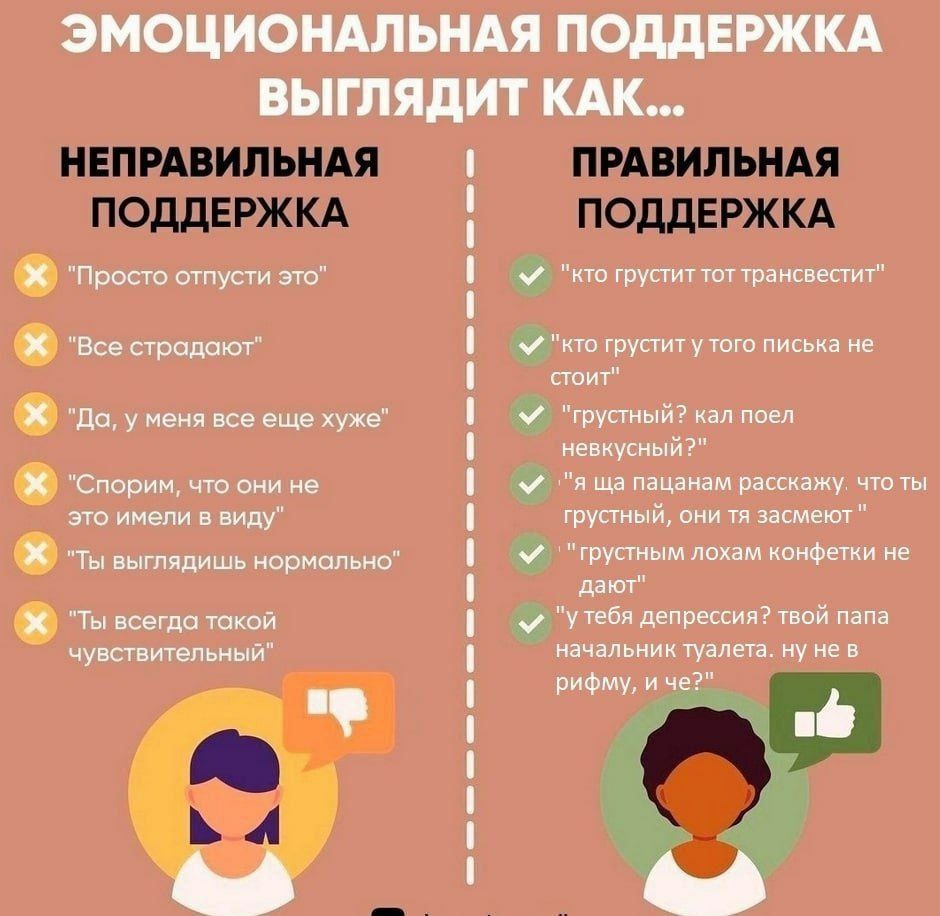 ЭМОЦИОНАЛЬНАЯ ПОДДЕРЖКА
ВЫГЛЯДИТ КАК...
НЕПРАВИЛЬНАЯ
ПОДДЕРЖКА
"Просто отпусти это"
"Все страдают"
"Да, у меня все еще хуже"
"Спорим, что они не
это имели в виду"
"Ты выглядишь нормально"
"Ты всегда такой
чувствительный"
ПРАВИЛЬНАЯ
ПОДДЕРЖКА
"кто грустит тот трансвестит"
"кто грустит у того писька не
стоит"
"грустный? кал поел
невкусный?"
"я ща пацанам расскажу. что ты
грустный, они тя засмеют "
"грустным лохам конфетки не
дают"
"у тебя депрессия? твой папа
начальник туалета. ну не в
рифму, и че?"